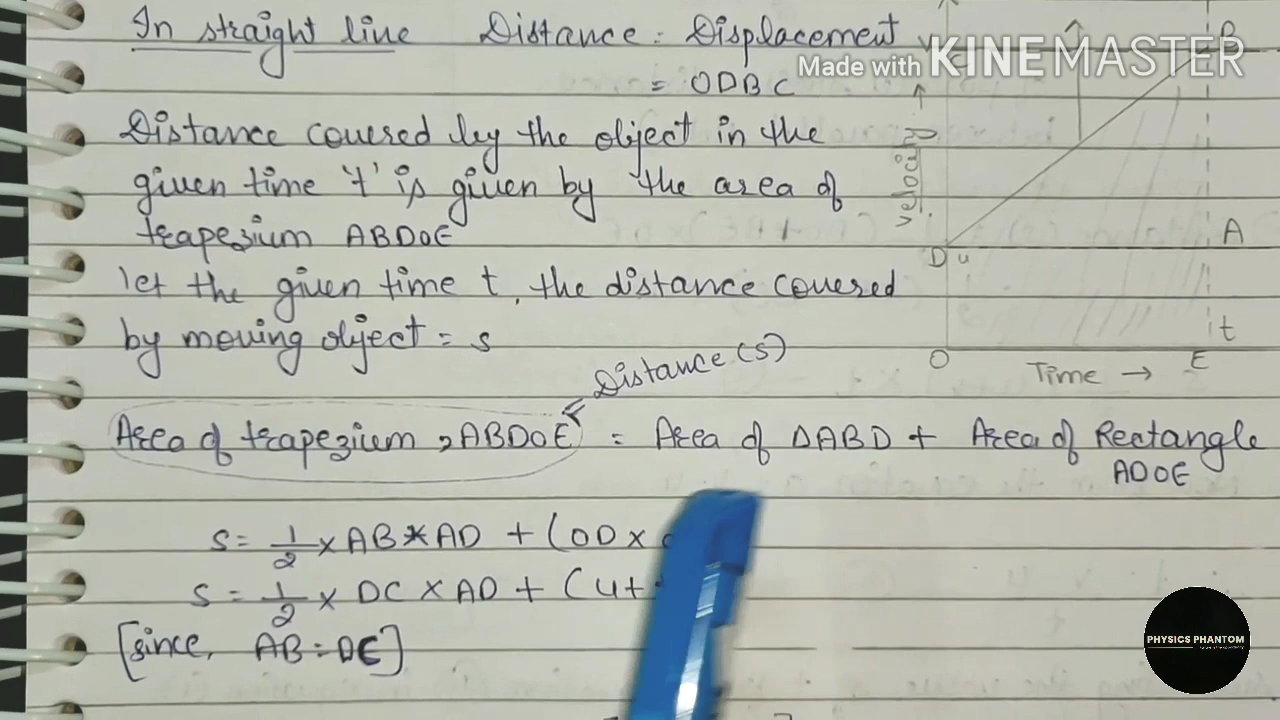 In straight line Distance = Displacement
= ODBC
Made with KINEMASTER
Distance covered by the object in the
given time 't' is given by the area of
trapezium ABDOE
let the given time t, the distance covered
by moving object = s
velocity →
B
C
A
D u
t
O
E
Time →
Distance (s)
Area of trapezium, ABDOE = Area of ΔABD + Area of Rectangle
ADOE
s = 1/2 × AB × AD + (OD ×
s = 1/2 × DC × AD + (u +
[since, AB = DC]
PHYSICS PHANTOM